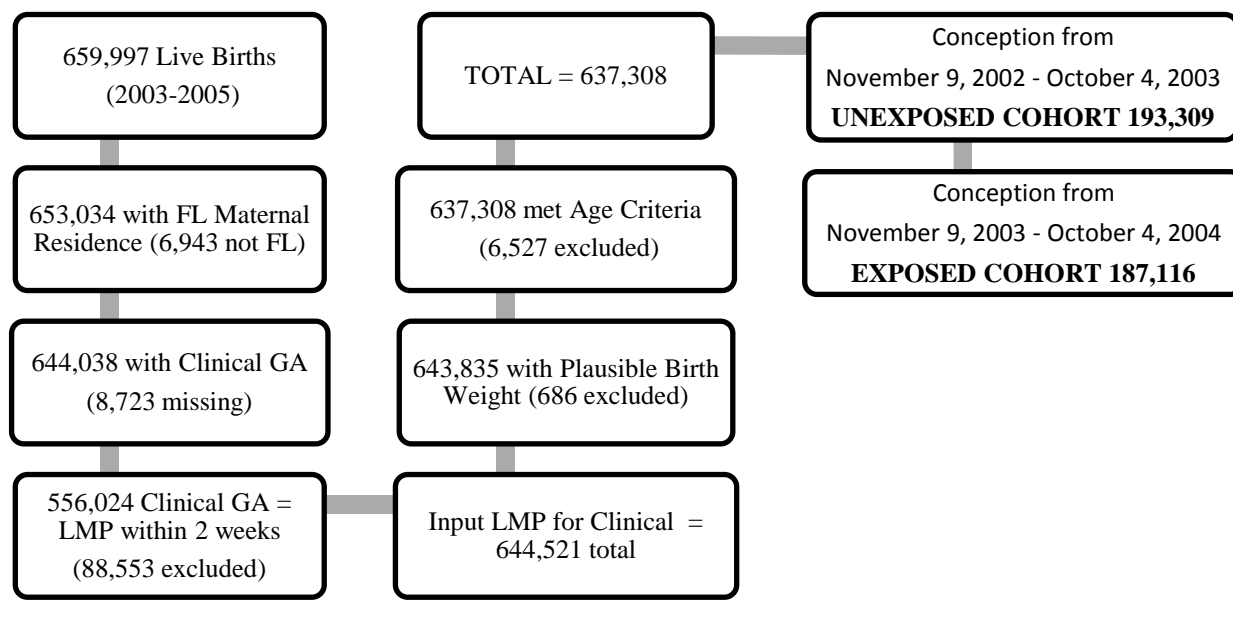 659,997 Live Births
(2003-2005)
653,034 with FL Maternal
Residence (6,943 not FL)
644,038 with Clinical GA
(8,723 missing)
556,024 Clinical GA =
LMP within 2 weeks
(88,553 excluded)
Input LMP for Clinical =
644,521 total
643,835 with Plausible Birth
Weight (686 excluded)
637,308 met Age Criteria
(6,527 excluded)
TOTAL = 637,308
Conception from
November 9, 2002 - October 4, 2003
UNEXPOSED COHORT 193,309
Conception from
November 9, 2003 - October 4, 2004
EXPOSED COHORT 187,116